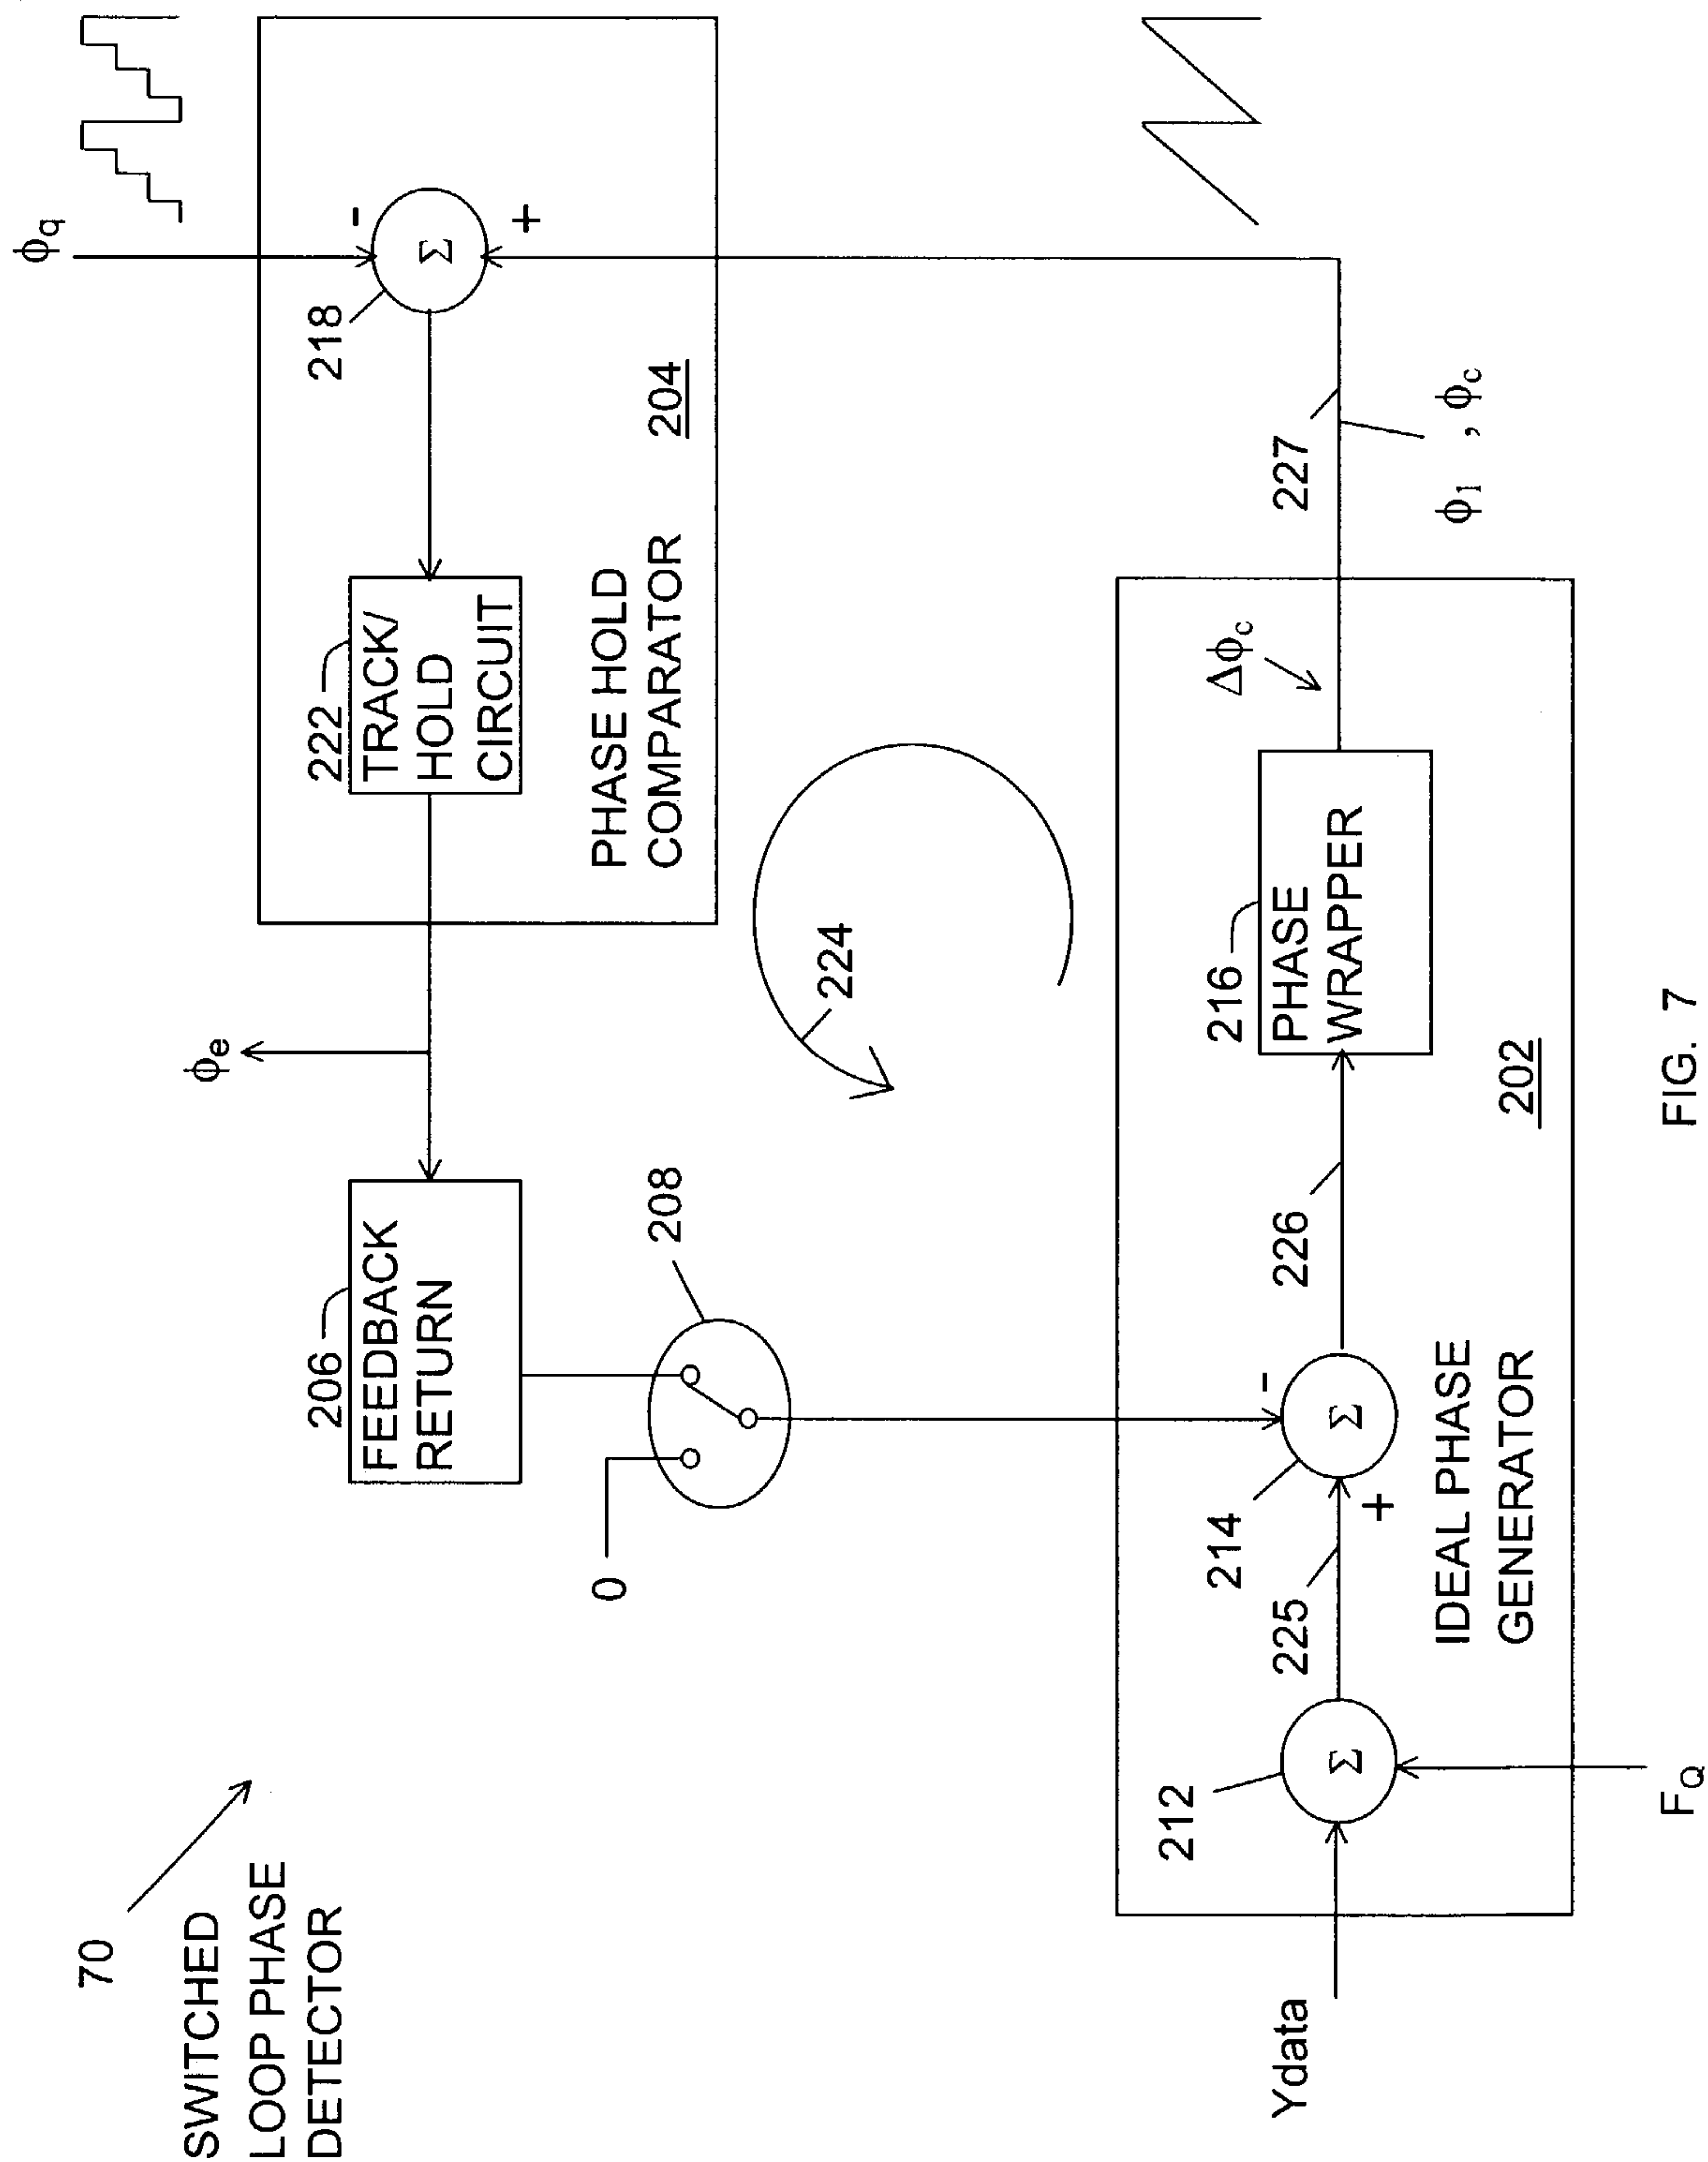 70
SWITCHED
LOOP PHASE
DETECTOR
ϕe
ϕq
206
FEEDBACK
RETURN
222
TRACK/
HOLD
CIRCUIT
218
-
Σ
+
PHASE HOLD
COMPARATOR
204
208
0
224
Ydata
212
Σ
FQ
225
214
-
+
Σ
226
216
PHASE
WRAPPER
Δϕc
227
ϕ1 , ϕc
IDEAL PHASE
GENERATOR
202
FIG. 7